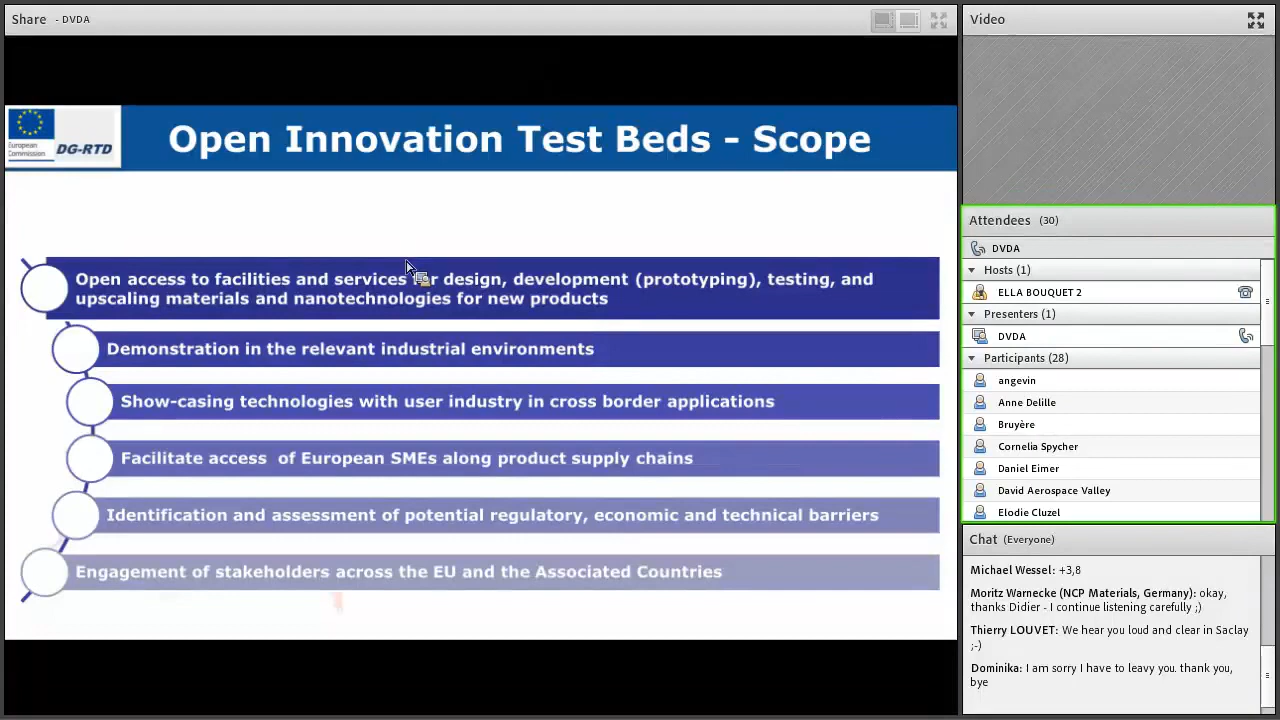 Share - DVDA
European
Commission
DG-RTD
Open Innovation Test Beds - Scope
Open access to facilities and services for design, development (prototyping), testing, and
upscaling materials and nanotechnologies for new products
Demonstration in the relevant industrial environments
Show-casing technologies with user industry in cross border applications
Facilitate access of European SMEs along product supply chains
Identification and assessment of potential regulatory, economic and technical barriers
Engagement of stakeholders across the EU and the Associated Countries
Video
Attendees (30)
DVDA
Hosts (1)
ELLA BOUQUET 2
Presenters (1)
DVDA
Participants (28)
angevin
Anne Delille
Bruyère
Cornelia Spycher
Daniel Eimer
David Aerospace Valley
Elodie Cluzel
Chat (Everyone)
Michael Wessel: +3,8
Moritz Warnecke (NCP Materials, Germany): okay,
thanks Didier - I continue listening carefully ;)
Thierry LOUVET: We hear you loud and clear in Saclay
;-)
Dominika: I am sorry I have to leavy you. thank you,
bye